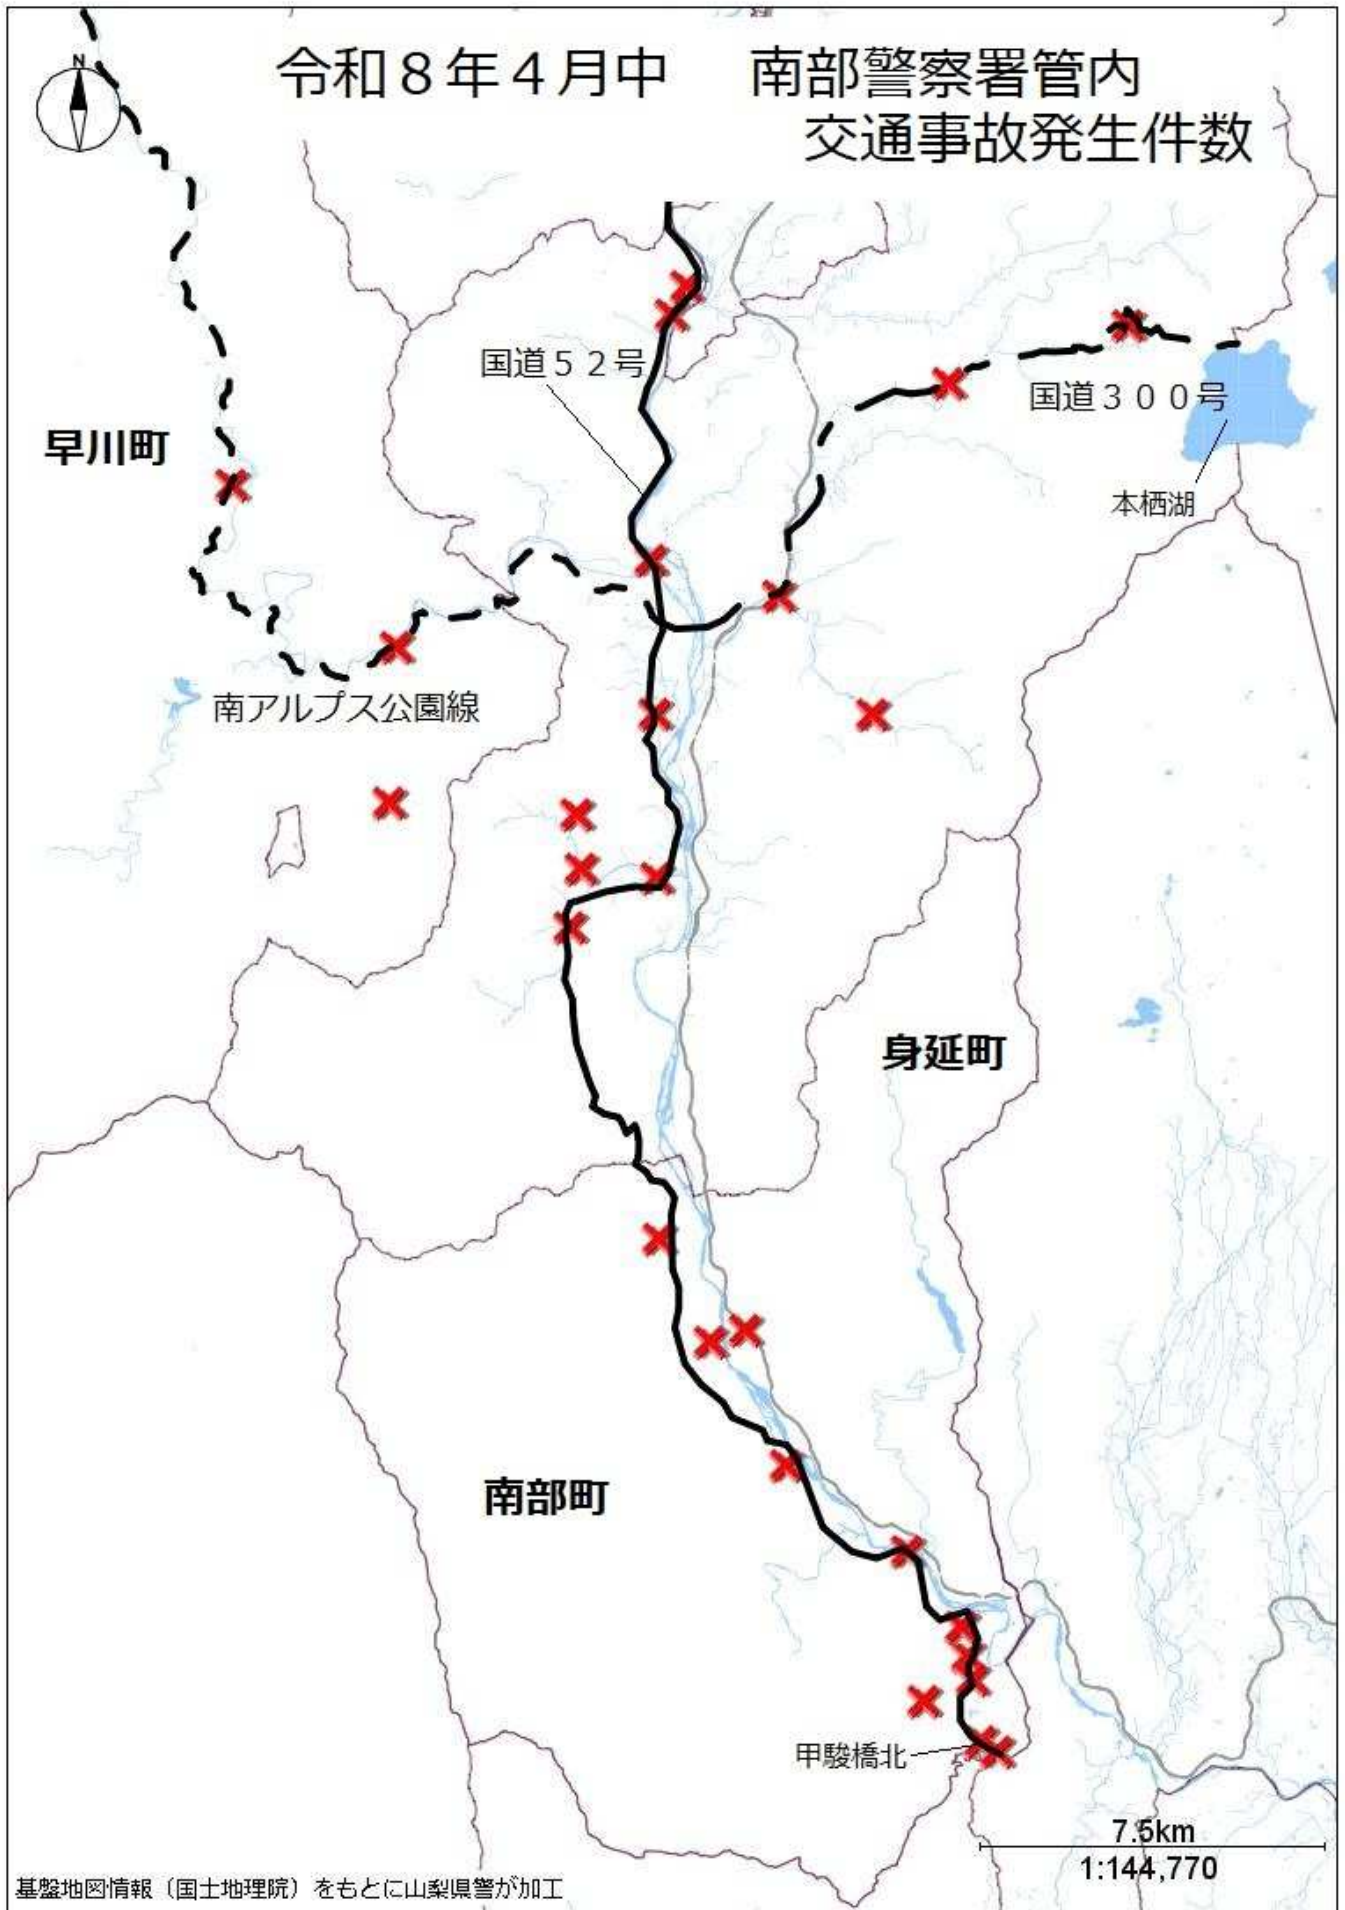 令和８年４月中　南部警察署管内
交通事故発生件数
N
国道５２号
国道３００号
早川町
本栖湖
南アルプス公園線
身延町
南部町
甲駿橋北
7.5km
1:144,770
基盤地図情報（国土地理院）をもとに山梨県警が加工